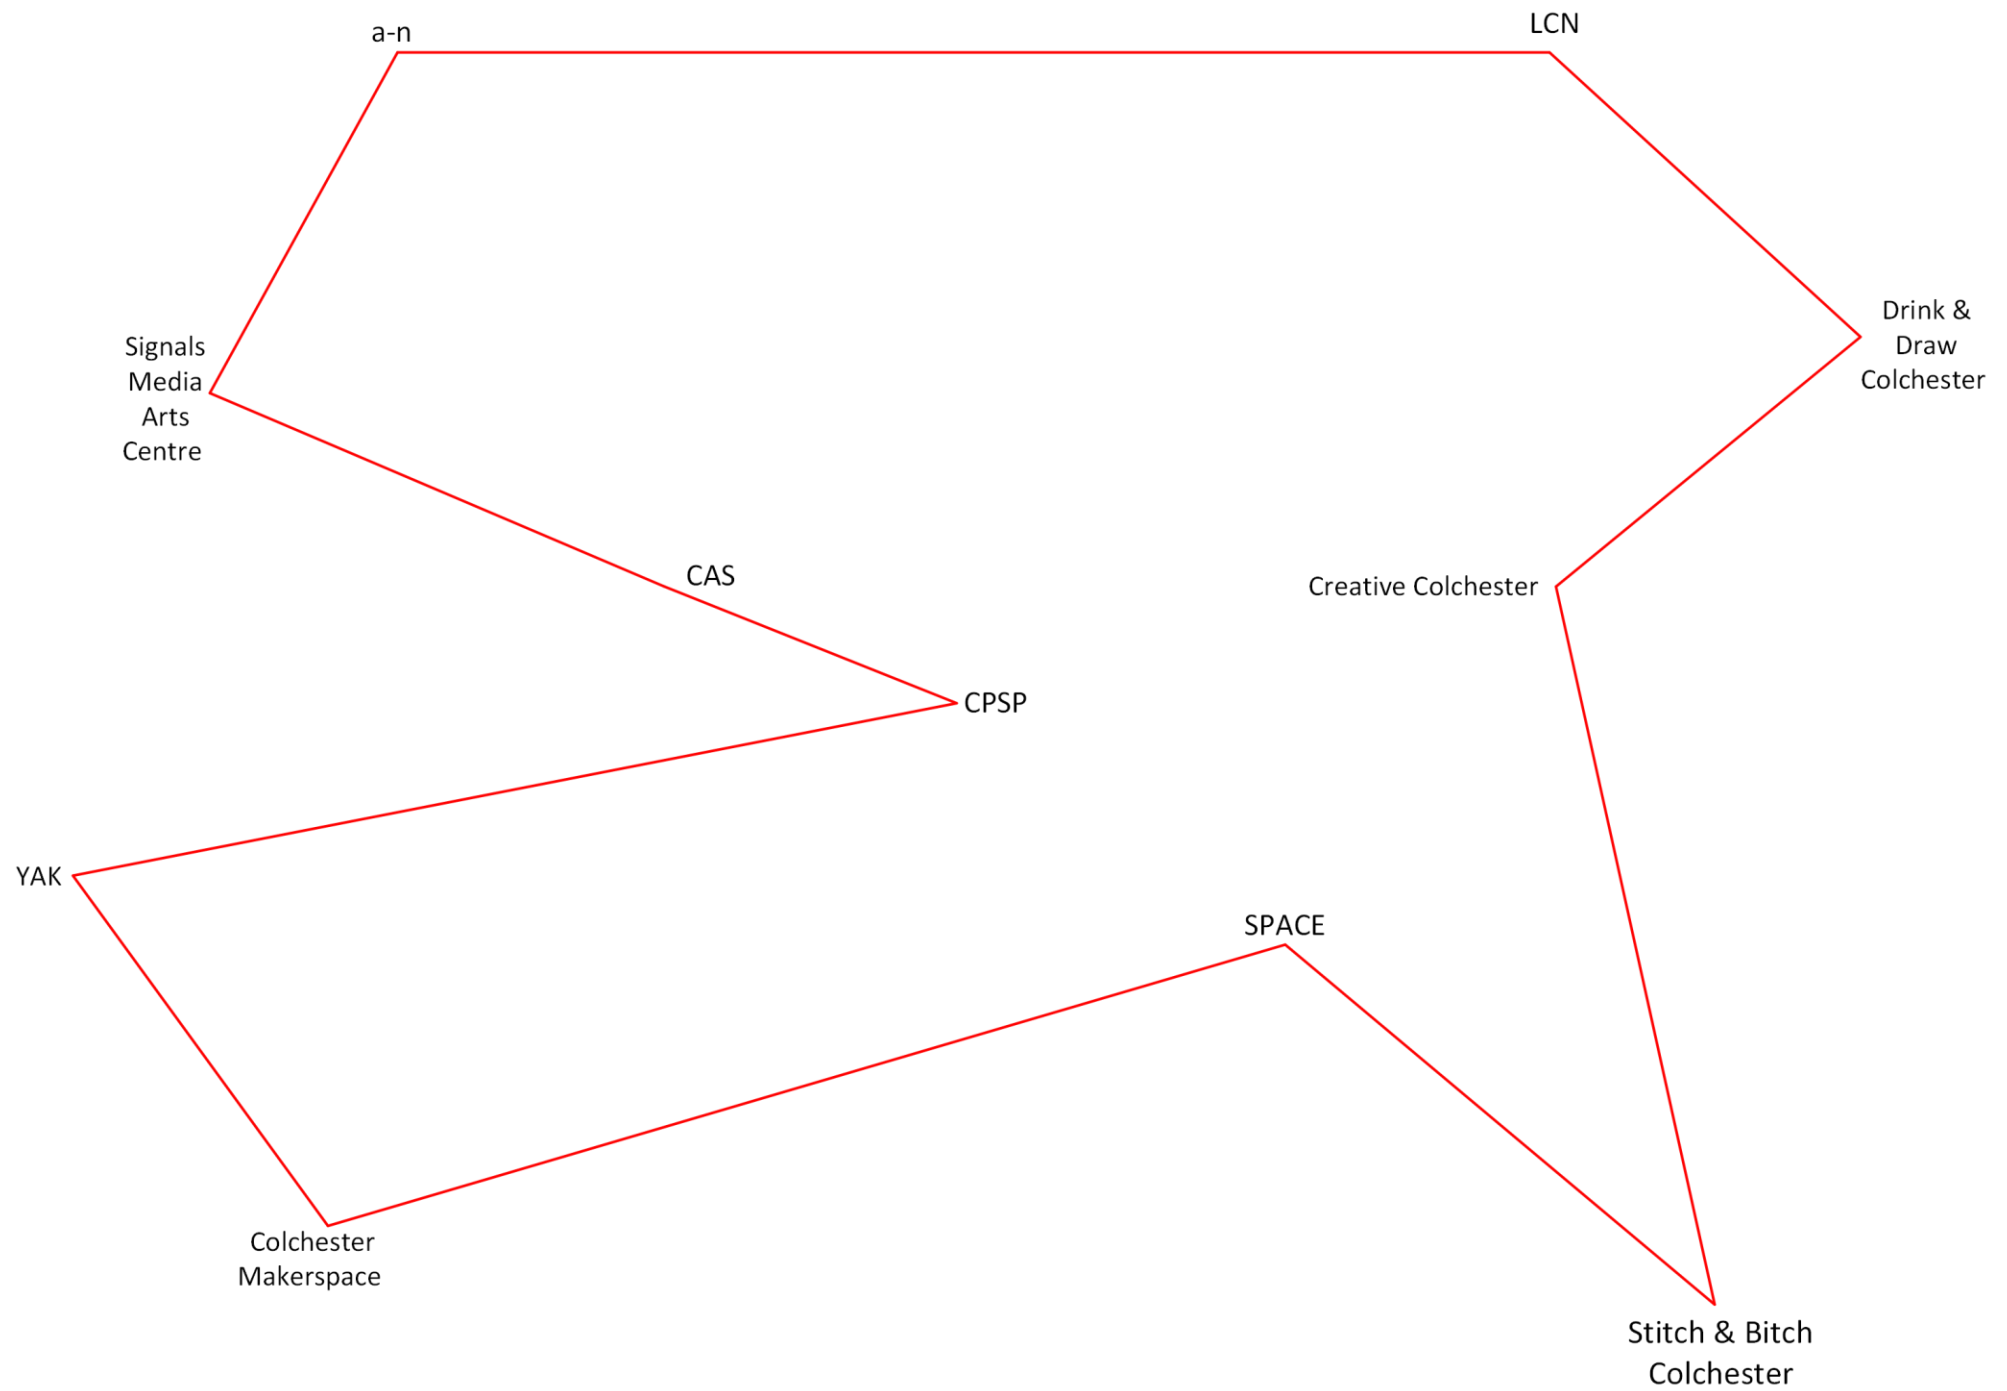 LCN
a-n
Drink &
Draw
Colchester
Signals
Media
Arts
Centre
CAS
Creative Colchester
CPSP
YAK
SPACE
Colchester
Makerspace
Stitch & Bitch
Colchester